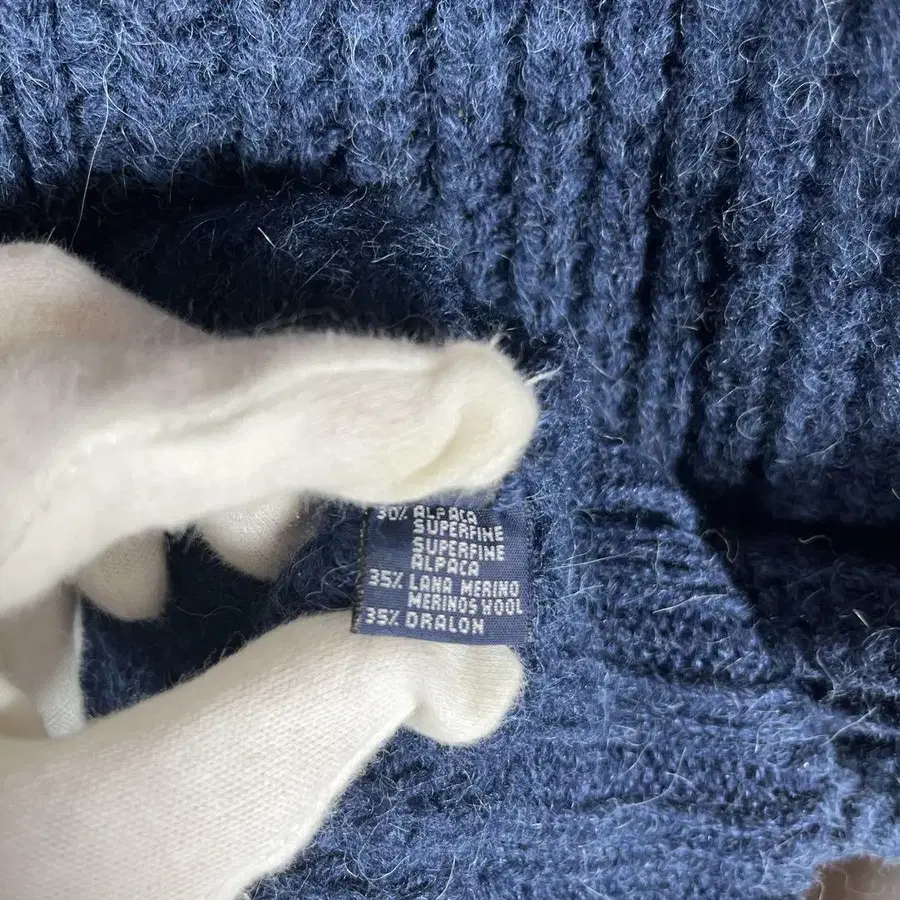 30% ALPACA
SUPERFINE
SUPERFINE
ALPACA
35% LANA MERINO
MERINOS WOOL
35% DRALON